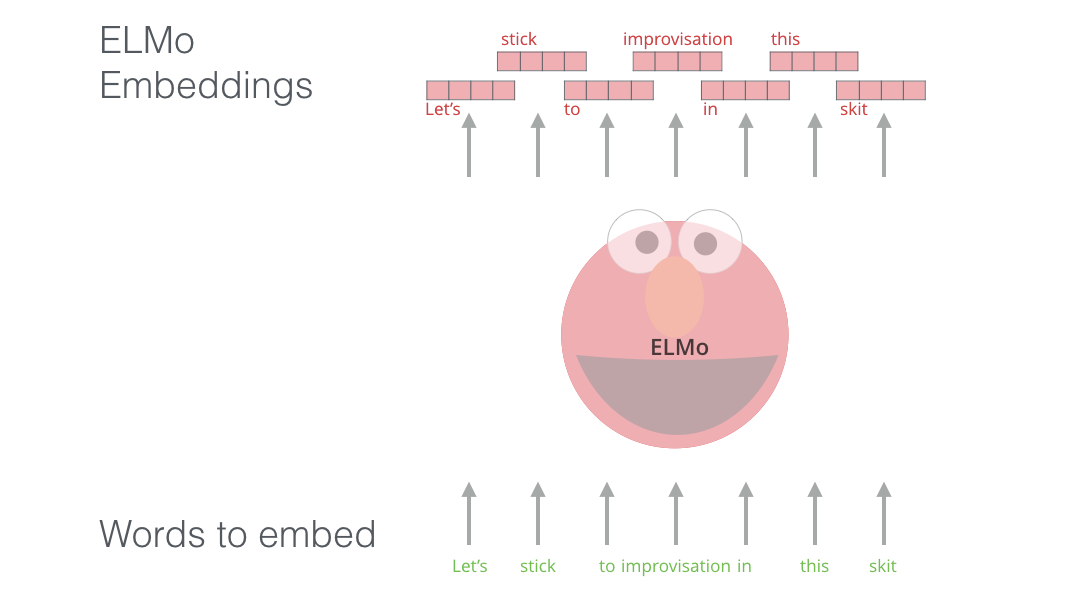 ELMo
Embeddings
stick improvisation this
Let's to in skit
ELMo
Words to embed
Let's stick to improvisation in this skit